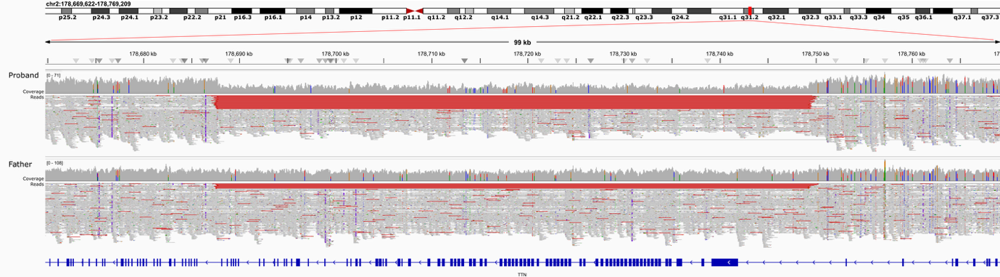 chr2:178,669,622-178,769,209
p25.2 p24.3 p24.1 p23.2 p22.2 p21 p16.3 p16.1 p14 p13.2 p12 p11.2 p11.1 q11.2 q12.2 q14.1 q14.3 q21.2 q22.1 q22.3 q23.3 q24.2 q31.1 q31.2 q32.1 q32.3 q33.1 q33.3 q34 q35 q36.1 q37.1 q37.3
99 kb
178,680 kb 178,690 kb 178,700 kb 178,710 kb 178,720 kb 178,730 kb 178,740 kb 178,750 kb 178,760 kb 17
Proband
[0 - 71]
Coverage
Reads
Father
[0 - 108]
Coverage
Reads
TTN